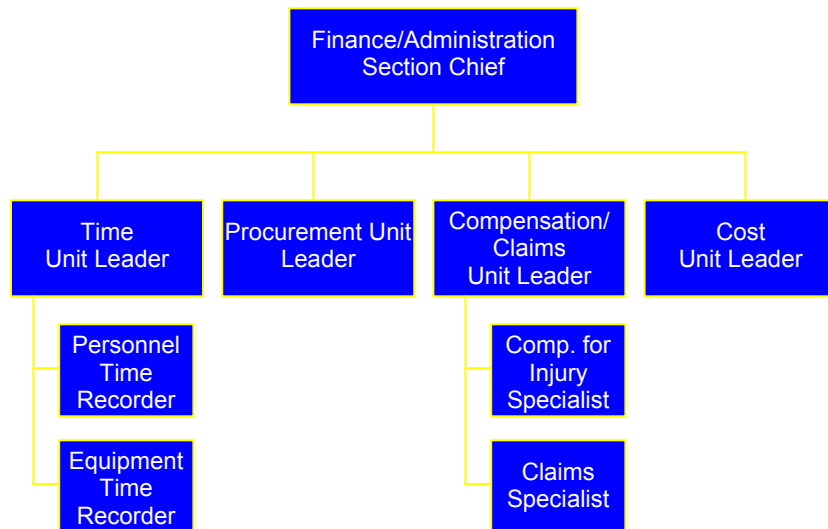 Finance/Administration
Section Chief
Time
Unit Leader
Procurement Unit
Leader
Compensation/
Claims
Unit Leader
Cost
Unit Leader
Personnel
Time
Recorder
Equipment
Time
Recorder
Comp. for
Injury
Specialist
Claims
Specialist